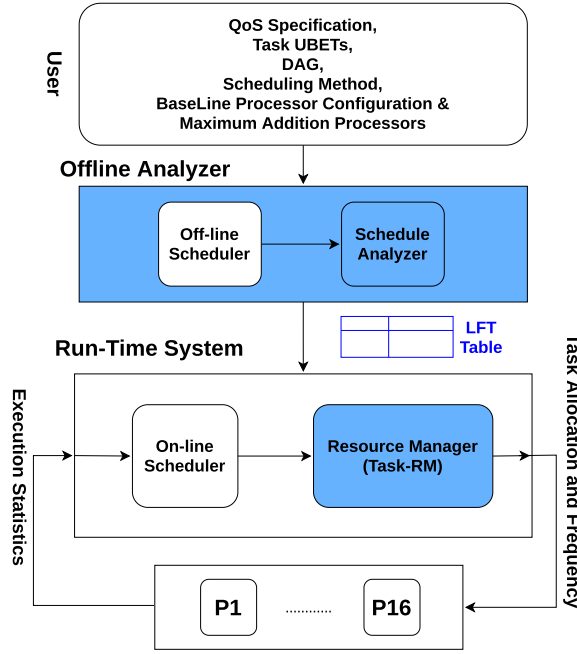 User
QoS Specification,
Task UBETs,
DAG,
Scheduling Method,
BaseLine Processor Configuration &
Maximum Addition Processors
Offline Analyzer
Off-line
Scheduler
Schedule
Analyzer
LFT
Table
Run-Time System
Execution Statistics
On-line
Scheduler
Resource Manager
(Task-RM)
Task Allocation and Frequency
P1
............
P16